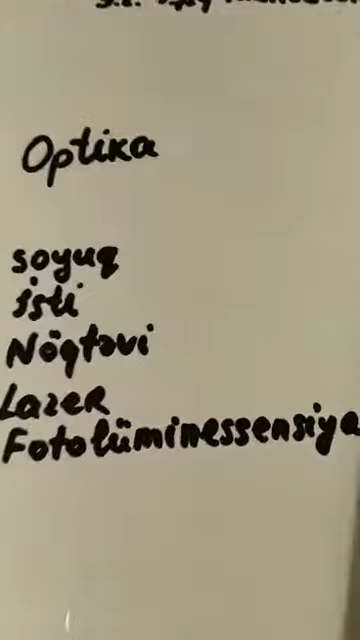 Optika
soyuq
isti
Nöqtəvi
Lazer
Fotolüminessensiya